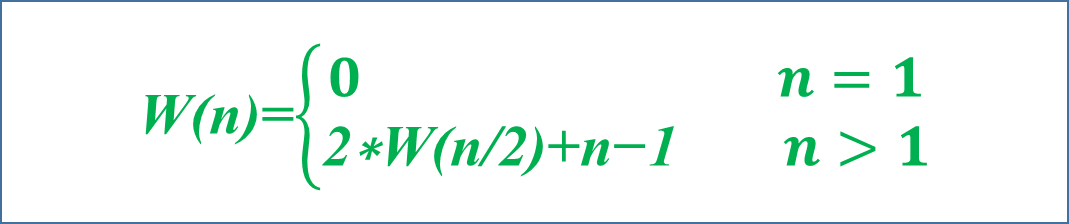 W(n)={0 n = 1
2*W(n/2)+n−1 n > 1